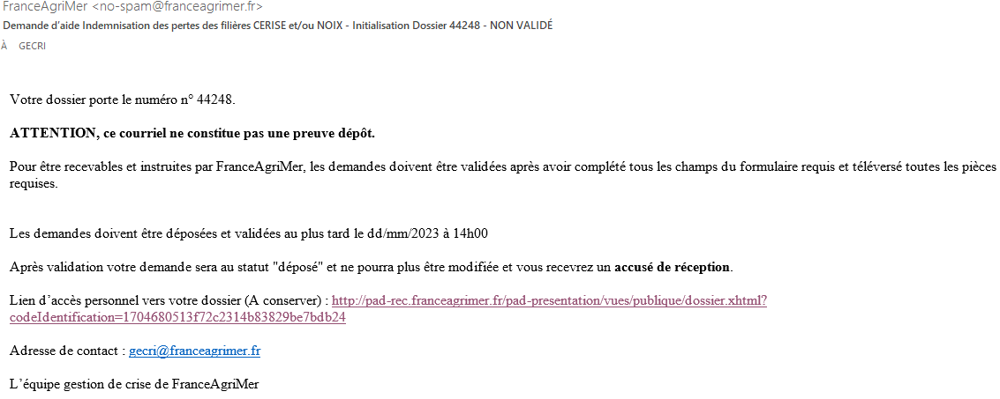 FranceAgriMer <no-spam@franceagrimer.fr>
Demande d'aide Indemnisation des pertes des filières CERISE et/ou NOIX - Initialisation Dossier 44248 - NON VALIDÉ
À GECRI
Votre dossier porte le numéro n° 44248.
ATTENTION, ce courriel ne constitue pas une preuve dépôt.
Pour être recevables et instruites par FranceAgriMer, les demandes doivent être validées après avoir complété tous les champs du formulaire requis et téléversé toutes les pièces
requises.
Les demandes doivent être déposées et validées au plus tard le dd/mm/2023 à 14h00
Après validation votre demande sera au statut "déposé" et ne pourra plus être modifiée et vous recevrez un accusé de réception.
Lien d'accès personnel vers votre dossier (A conserver) : http://pad-rec.franceagrimer.fr/pad-presentation/vues/publique/dossier.xhtml?
codeIdentification=1704680513f72c2314b83829be7bdb24
Adresse de contact : gecri@franceagrimer.fr
L'équipe gestion de crise de FranceAgriMer